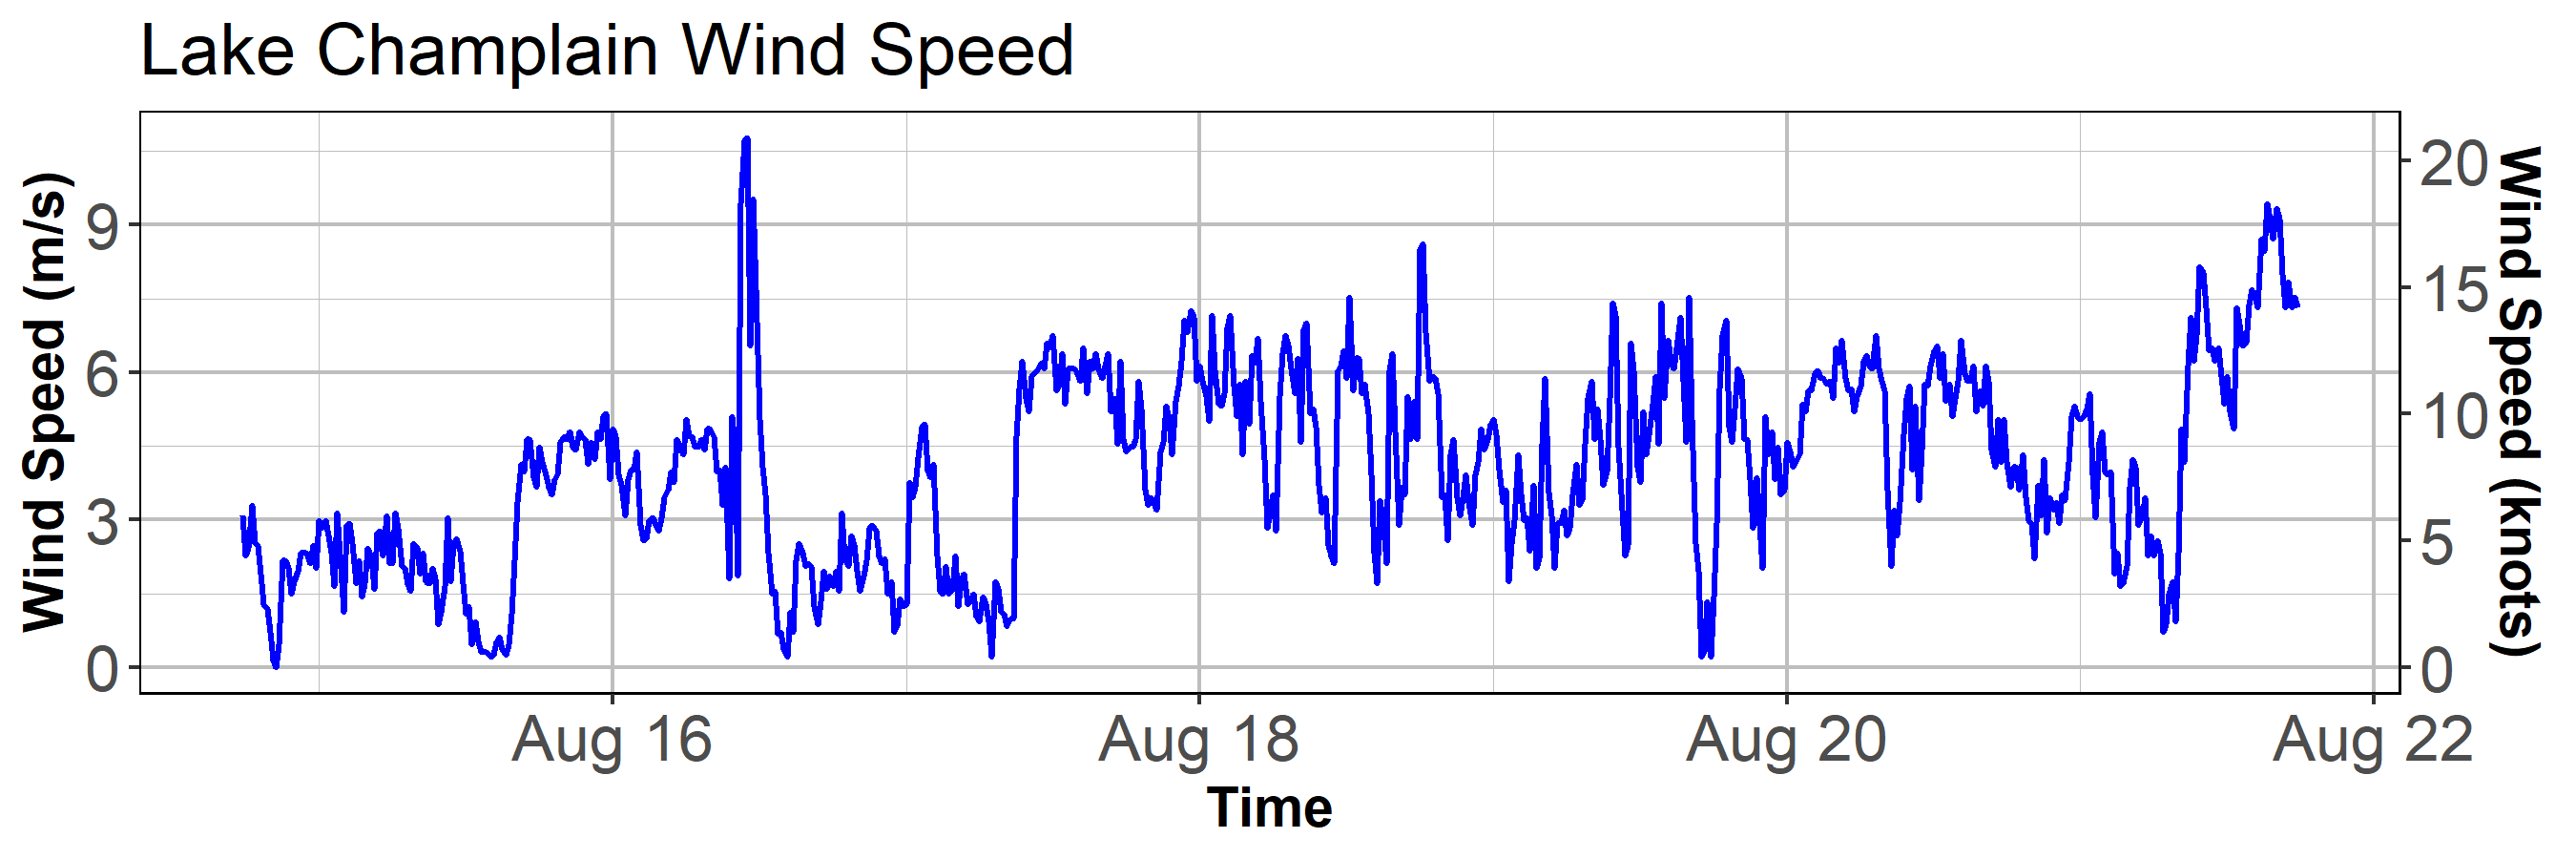 Lake Champlain Wind Speed
Wind Speed (m/s)
9
6
3
0
20
15
10
5
0
Wind Speed (knots)
Aug 16
Aug 18
Aug 20
Aug 22
Time